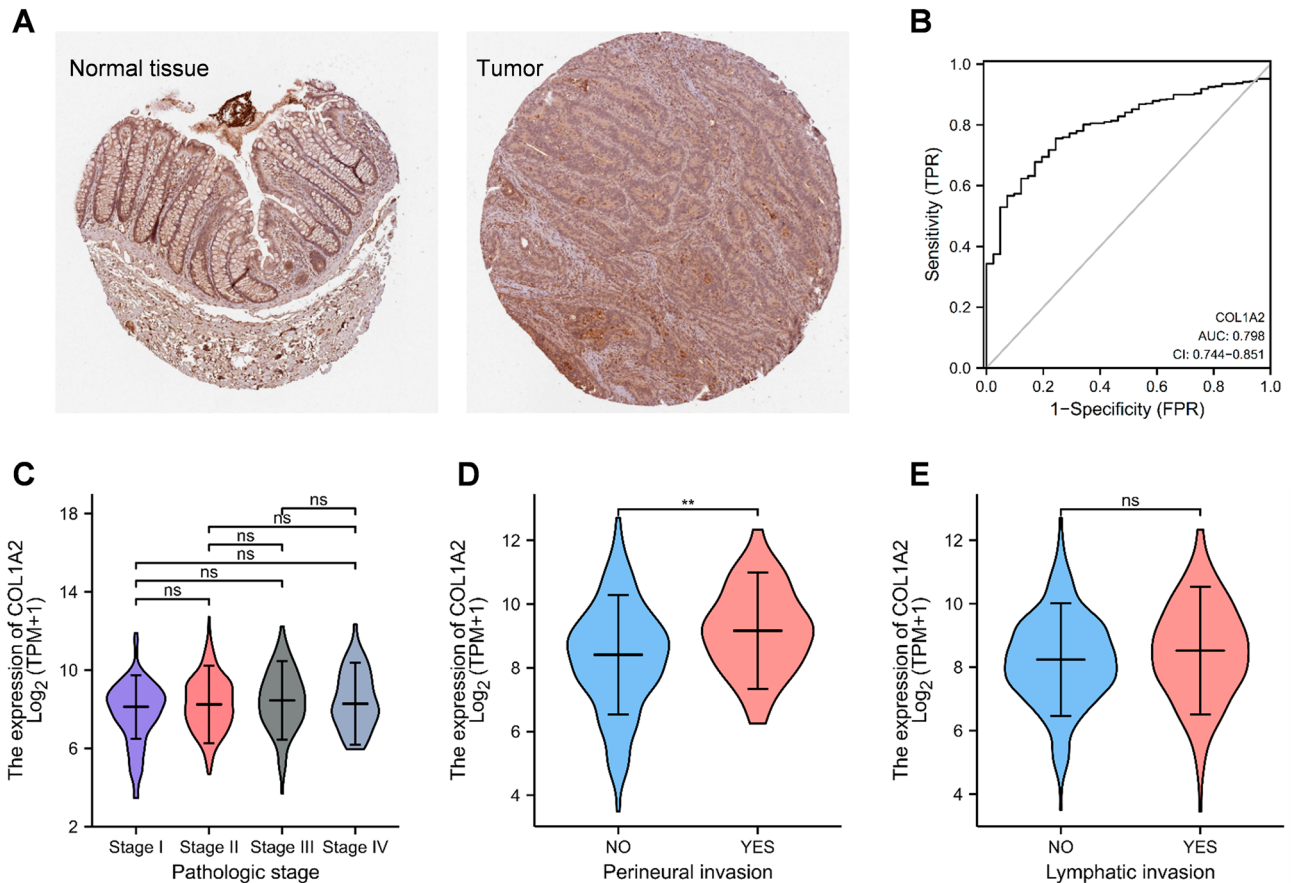 A
Normal tissue
Tumor
B
Sensitivity (TPR)
1.0
0.8
0.6
0.4
0.2
0.0
COL1A2
AUC: 0.798
CI: 0.744−0.851
0.0 0.2 0.4 0.6 0.8 1.0
1−Specificity (FPR)
C
The expression of COL1A2
Log2 (TPM+1)
18
14
10
6
2
ns
ns
ns
ns
ns
ns
Stage I Stage II Stage III Stage IV
Pathologic stage
D
The expression of COL1A2
Log2 (TPM+1)
12
10
8
6
4
**
NO YES
Perineural invasion
E
The expression of COL1A2
Log2 (TPM+1)
12
10
8
6
4
ns
NO YES
Lymphatic invasion